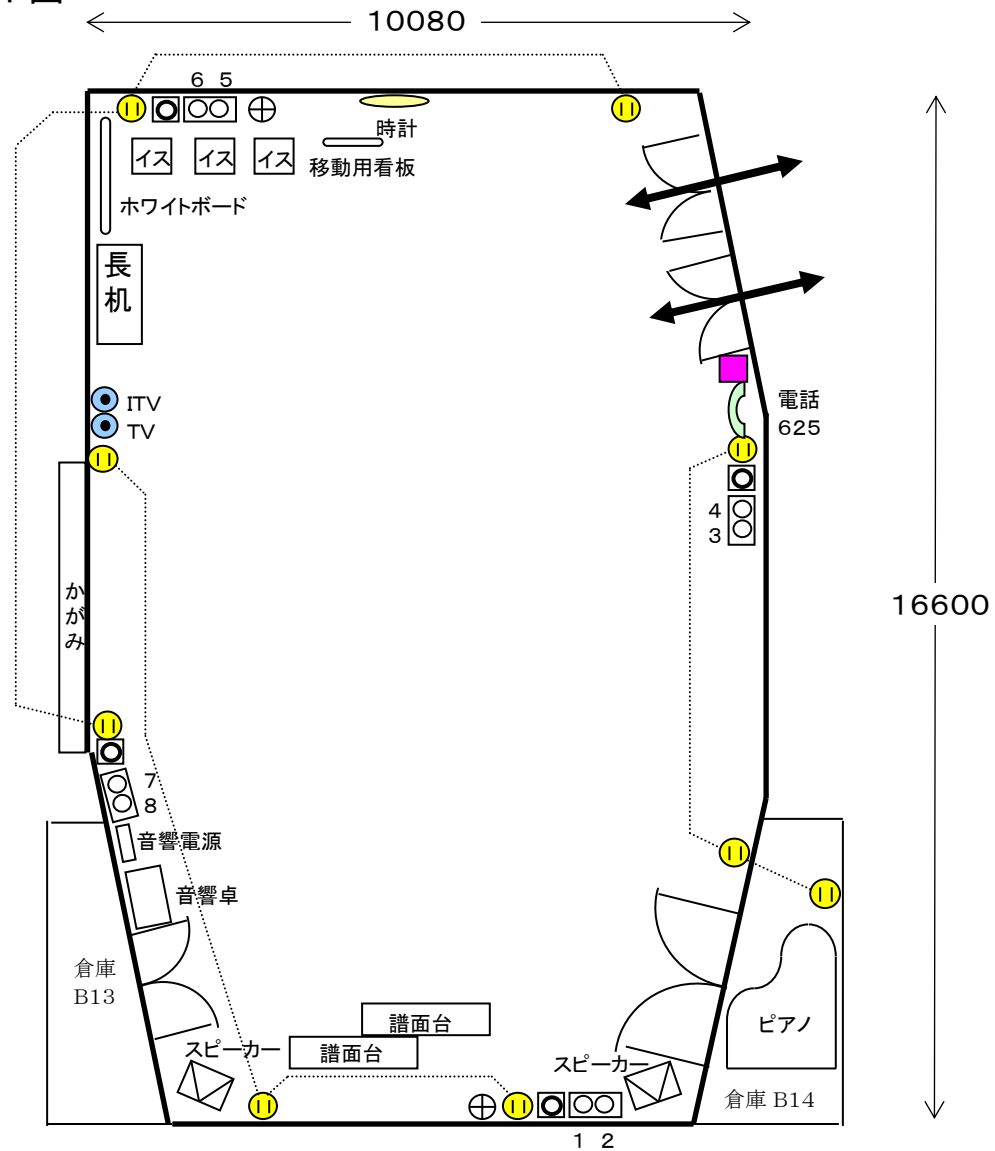 10080
6 5
時計
イス
イス
イス
移動用看板
ホワイトボード
長
机
ITV
TV
電話
625
4
3
かがみ
16600
7
8
音響電源
音響卓
倉庫
B13
譜面台
ピアノ
スピーカー
譜面台
スピーカー
倉庫 B14
1 2